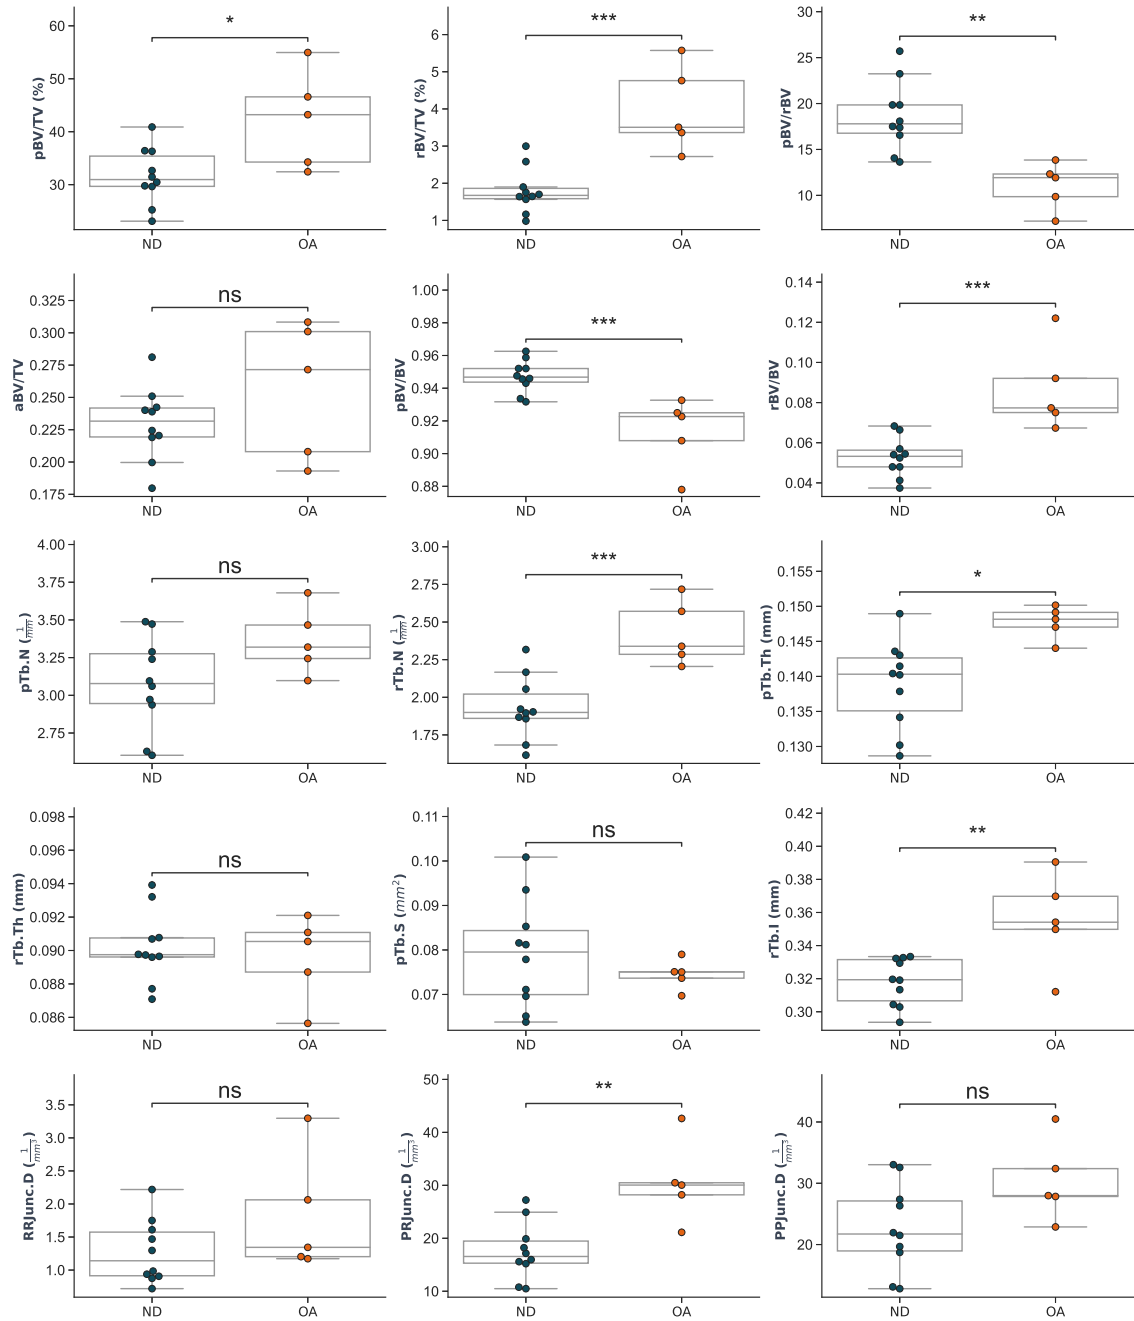 *
60
50
40
30
pBV/TV (%)
ND
OA
***
6
5
4
3
2
1
rBV/TV (%)
ND
OA
**
30
25
20
15
10
pBV/rBV
ND
OA
ns
0.325
0.300
0.275
0.250
0.225
0.200
0.175
aBV/TV
ND
OA
***
1.00
0.98
0.96
0.94
0.92
0.90
0.88
pBV/BV
ND
OA
***
0.14
0.12
0.10
0.08
0.06
0.04
rBV/BV
ND
OA
ns
4.00
3.75
3.50
3.25
3.00
2.75
pTb.N (1/mm)
ND
OA
***
3.00
2.75
2.50
2.25
2.00
1.75
rTb.N (1/mm)
ND
OA
*
0.155
0.150
0.145
0.140
0.135
0.130
pTb.Th (mm)
ND
OA
ns
0.098
0.096
0.094
0.092
0.090
0.088
0.086
rTb.Th (mm)
ND
OA
ns
0.11
0.10
0.09
0.08
0.07
pTb.S (mm²)
ND
OA
**
0.42
0.40
0.38
0.36
0.34
0.32
0.30
rTb.l (mm)
ND
OA
ns
3.5
3.0
2.5
2.0
1.5
1.0
RRJunc.D (1/mm³)
ND
OA
**
50
40
30
20
10
PRJunc.D (1/mm³)
ND
OA
ns
40
30
20
PPJunc.D (1/mm³)
ND
OA